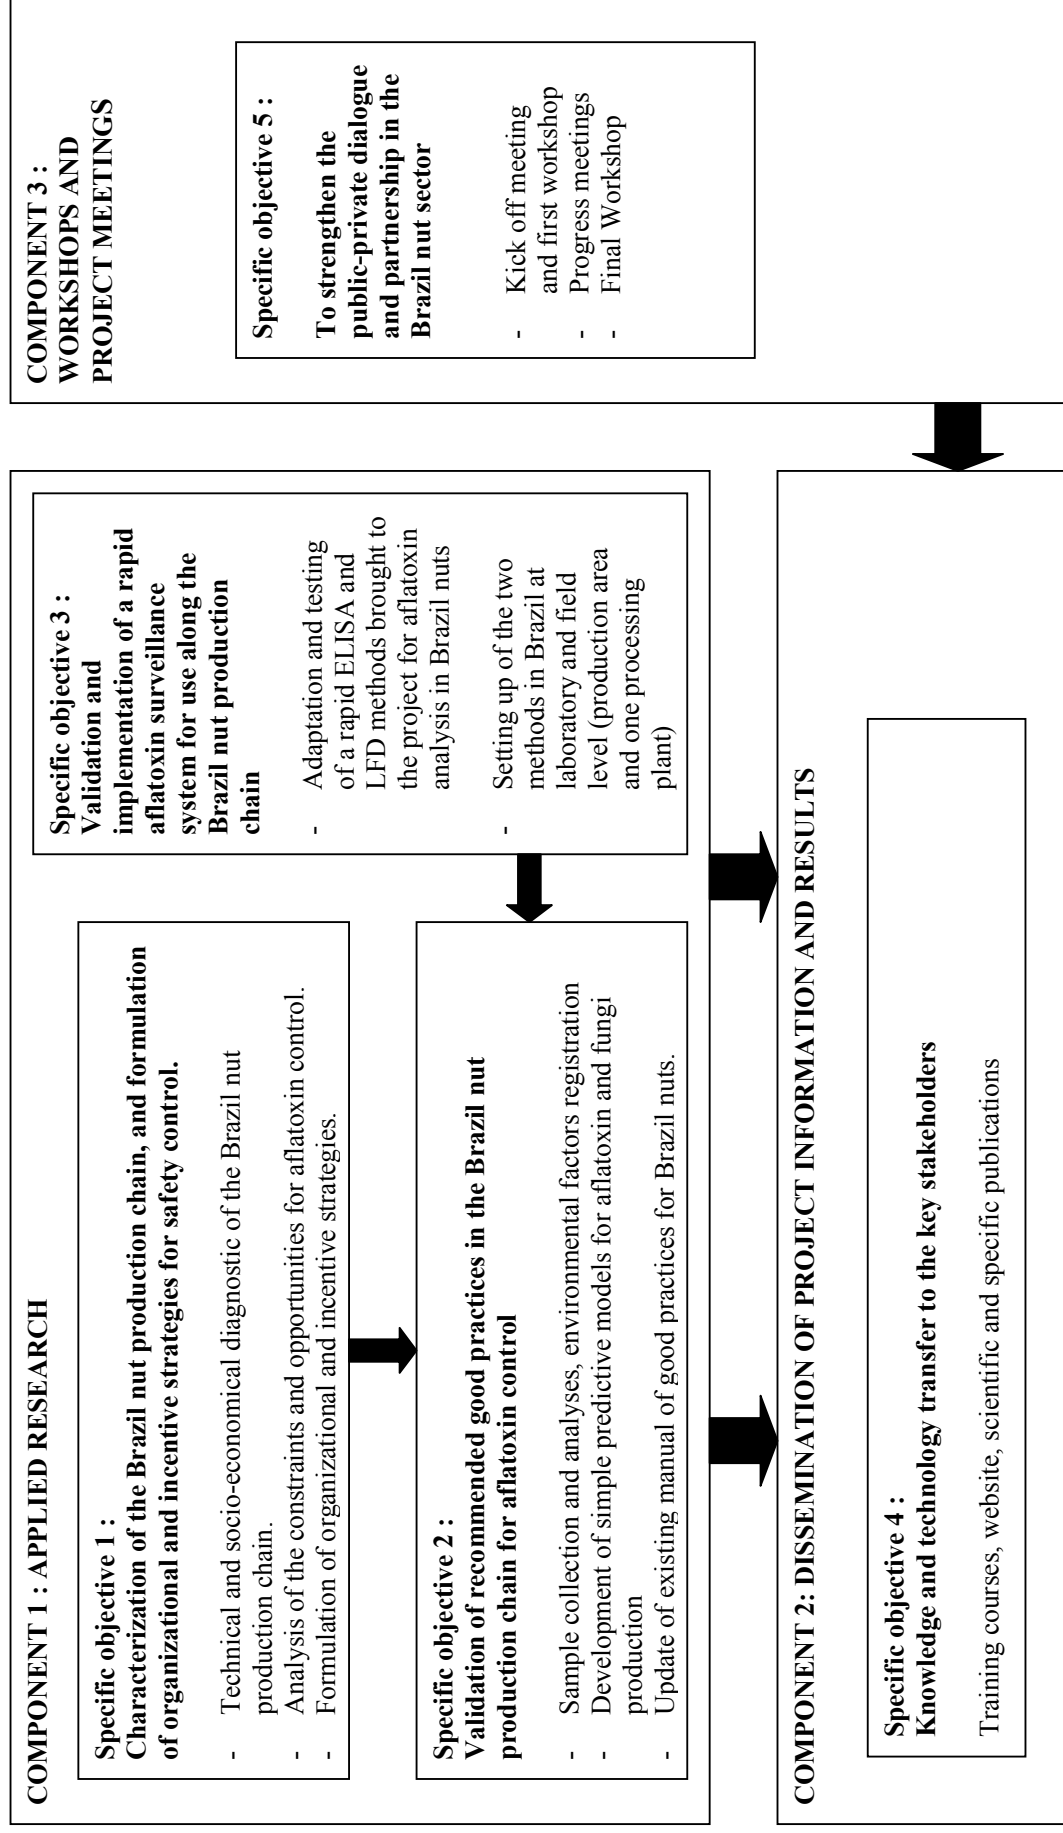 COMPONENT 1 : APPLIED RESEARCH
Specific objective 1 :
Characterization of the Brazil nut production chain, and formulation
of organizational and incentive strategies for safety control.
- Technical and socio-economical diagnostic of the Brazil nut
production chain.
- Analysis of the constraints and opportunities for aflatoxin control.
- Formulation of organizational and incentive strategies.
Specific objective 2 :
Validation of recommended good practices in the Brazil nut
production chain for aflatoxin control
- Sample collection and analyses, environmental factors registration
- Development of simple predictive models for aflatoxin and fungi
production
- Update of existing manual of good practices for Brazil nuts.
Specific objective 3 :
Validation and
implementation of a rapid
aflatoxin surveillance
system for use along the
Brazil nut production
chain
- Adaptation and testing
of a rapid ELISA and
LFD methods brought to
the project for aflatoxin
analysis in Brazil nuts
- Setting up of the two
methods in Brazil at
laboratory and field
level (production area
and one processing
plant)
COMPONENT 2: DISSEMINATION OF PROJECT INFORMATION AND RESULTS
Specific objective 4 :
Knowledge and technology transfer to the key stakeholders
Training courses, website, scientific and specific publications
COMPONENT 3 :
WORKSHOPS AND
PROJECT MEETINGS
Specific objective 5 :
To strengthen the
public-private dialogue
and partnership in the
Brazil nut sector
- Kick off meeting
and first workshop
- Progress meetings
- Final Workshop